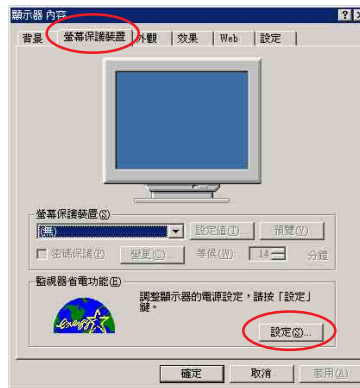 顯示器 內容
背景 螢幕保護裝置 外觀 效果 Web 設定
螢幕保護裝置(S)
(無) 設定值(T)... 預覽(V)
密碼保護(P) 變更(C)... 等候(W): 14 分鐘
監視器省電功能(E)
調整顯示器的電源設定，請按「設定」
鍵。
energy
設定(S)...
確定 取消 套用(A)